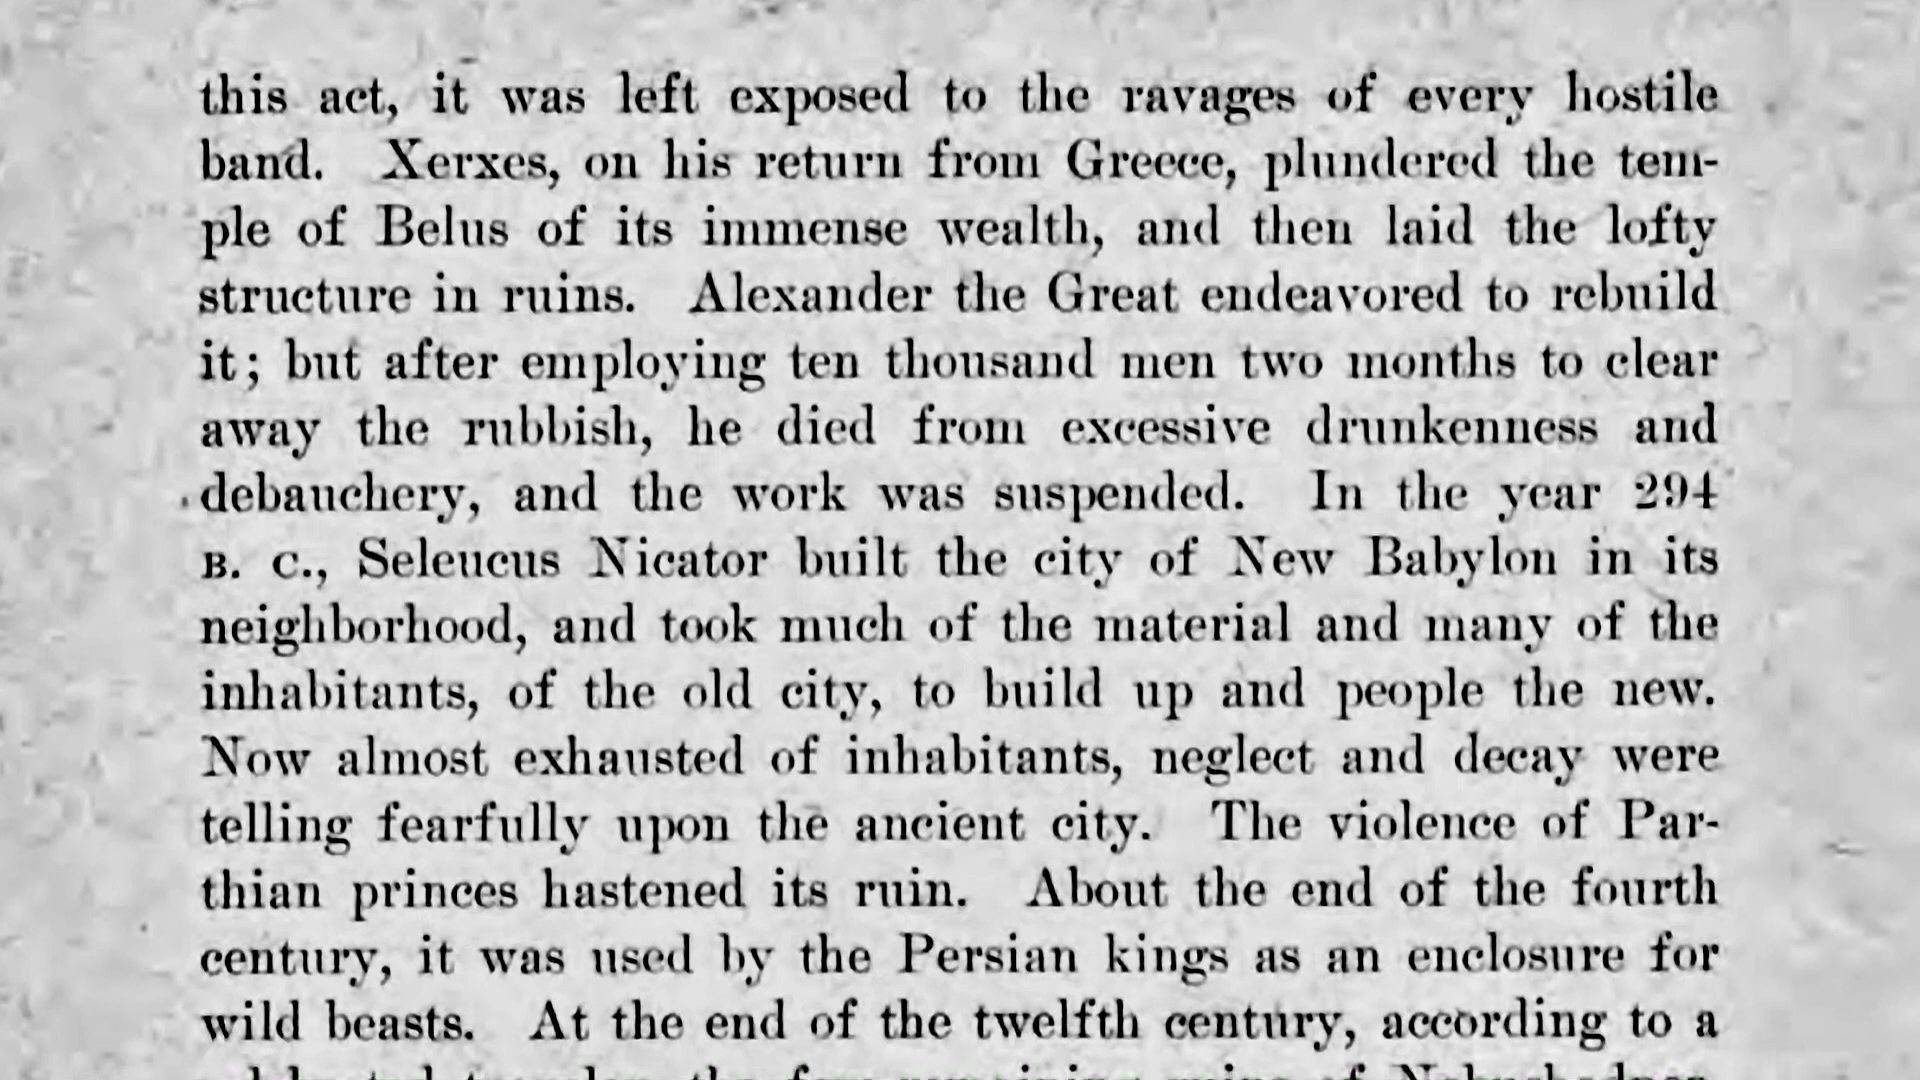 this act, it was left exposed to the ravages of every hostile
band. Xerxes, on his return from Greece, plundered the tem-
ple of Belus of its immense wealth, and then laid the lofty
structure in ruins. Alexander the Great endeavored to rebuild
it; but after employing ten thousand men two months to clear
away the rubbish, he died from excessive drunkenness and
debauchery, and the work was suspended. In the year 294
B. C., Seleucus Nicator built the city of New Babylon in its
neighborhood, and took much of the material and many of the
inhabitants, of the old city, to build up and people the new.
Now almost exhausted of inhabitants, neglect and decay were
telling fearfully upon the ancient city. The violence of Par-
thian princes hastened its ruin. About the end of the fourth
century, it was used by the Persian kings as an enclosure for
wild beasts. At the end of the twelfth century, according to a